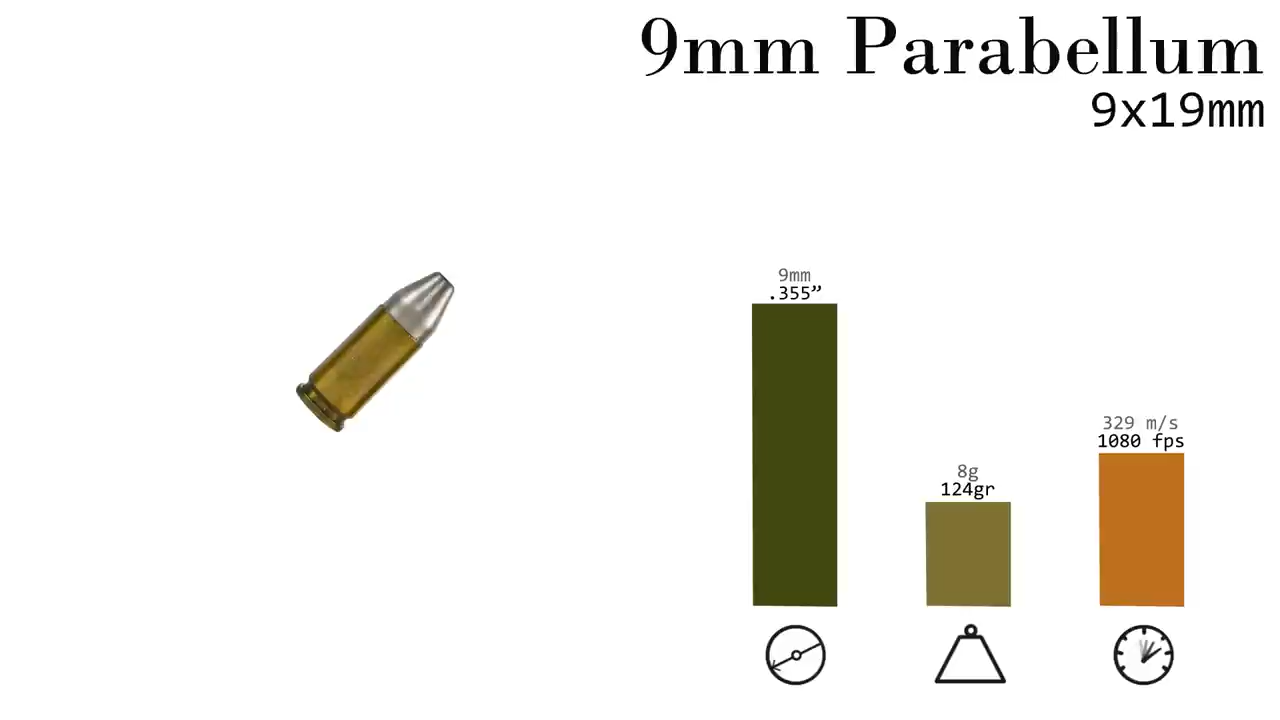 9mm Parabellum
9x19mm
9mm
.355”
8g
124gr
329 m/s
1080 fps